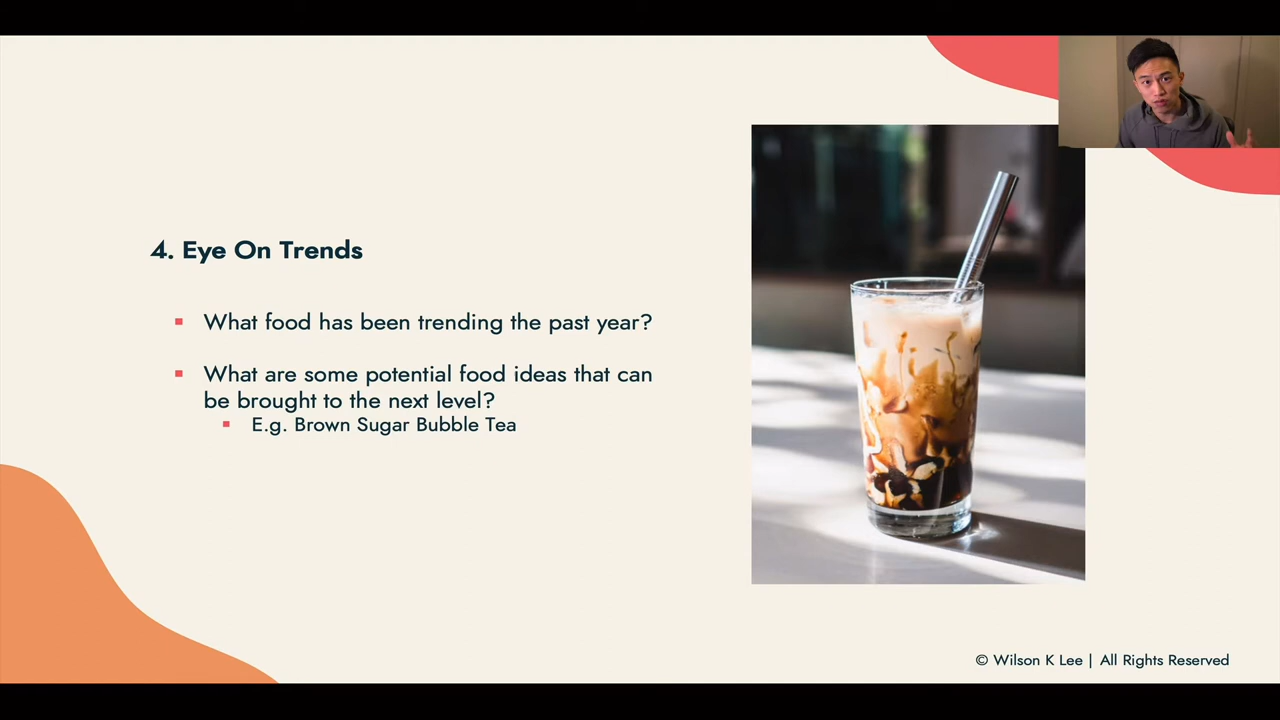 4. Eye On Trends
What food has been trending the past year?
What are some potential food ideas that can
be brought to the next level?
E.g. Brown Sugar Bubble Tea
© Wilson K Lee | All Rights Reserved